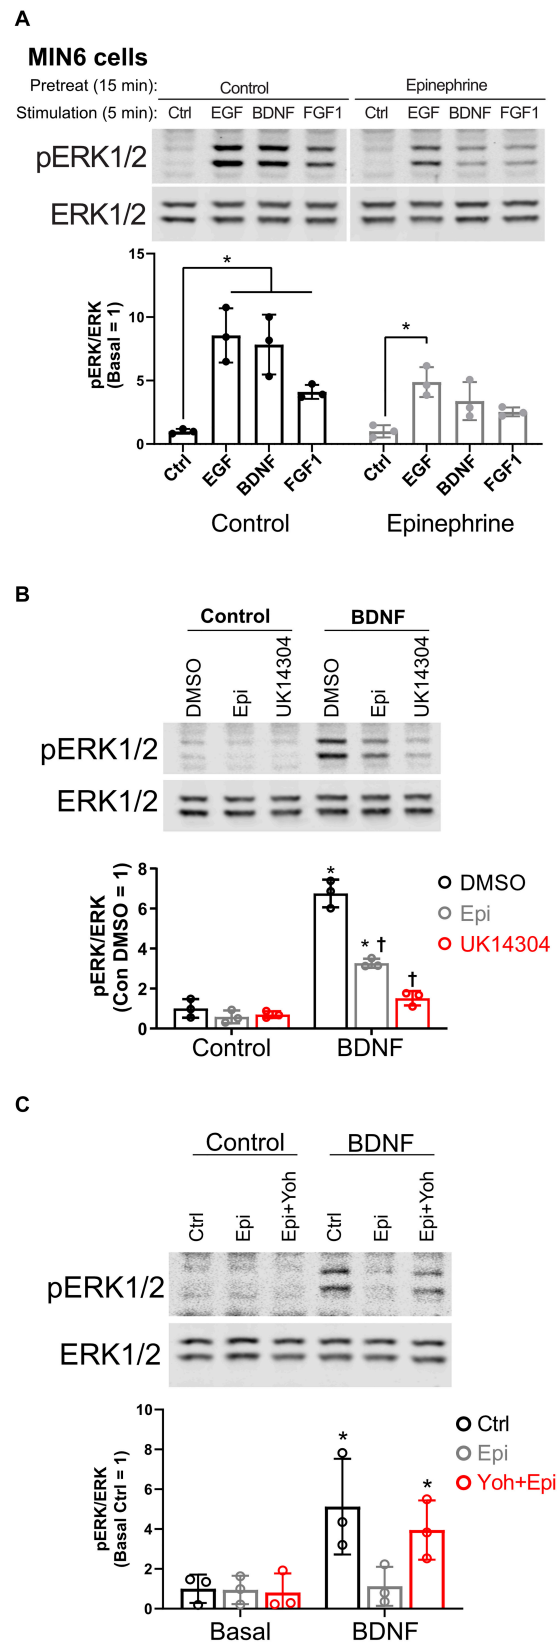 A
MIN6 cells
Pretreat (15 min): Control Epinephrine
Stimulation (5 min): Ctrl EGF BDNF FGF1 Ctrl EGF BDNF FGF1
pERK1/2
ERK1/2
pERK/ERK
(Basal = 1)
15
10
5
0
*
*
Ctrl EGF BDNF FGF1 Ctrl EGF BDNF FGF1
Control Epinephrine
B
Control BDNF
DMSO Epi UK14304 DMSO Epi UK14304
pERK1/2
ERK1/2
pERK/ERK
(Con DMSO = 1)
8
6
4
2
0
*
* †
†
DMSO
Epi
UK14304
Control BDNF
C
Control BDNF
Ctrl Epi Epi+Yoh Ctrl Epi Epi+Yoh
pERK1/2
ERK1/2
pERK/ERK
(Basal Ctrl = 1)
10
8
6
4
2
0
*
*
Ctrl
Epi
Yoh+Epi
Basal BDNF